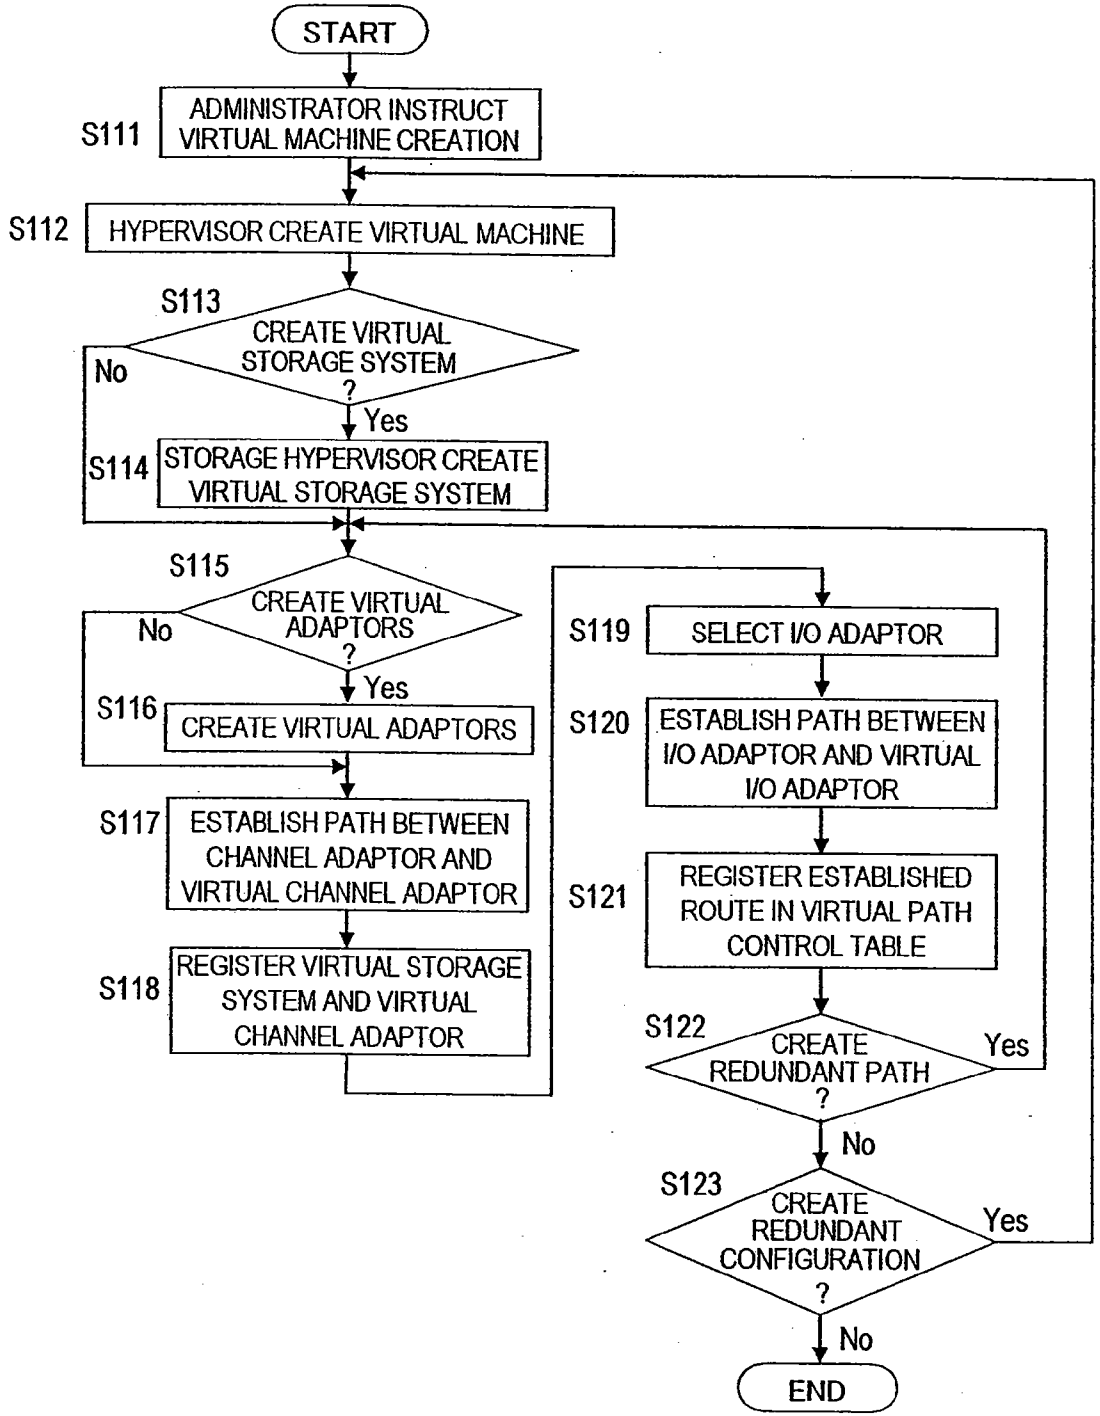 START
S111
ADMINISTRATOR INSTRUCT
VIRTUAL MACHINE CREATION
S112
HYPERVISOR CREATE VIRTUAL MACHINE
S113
CREATE VIRTUAL
STORAGE SYSTEM
?
No
Yes
S114
STORAGE HYPERVISOR CREATE
VIRTUAL STORAGE SYSTEM
S115
CREATE VIRTUAL
ADAPTORS
?
No
Yes
S116
CREATE VIRTUAL ADAPTORS
S117
ESTABLISH PATH BETWEEN
CHANNEL ADAPTOR AND
VIRTUAL CHANNEL ADAPTOR
S118
REGISTER VIRTUAL STORAGE
SYSTEM AND VIRTUAL
CHANNEL ADAPTOR
S119
SELECT I/O ADAPTOR
S120
ESTABLISH PATH BETWEEN
I/O ADAPTOR AND VIRTUAL
I/O ADAPTOR
S121
REGISTER ESTABLISHED
ROUTE IN VIRTUAL PATH
CONTROL TABLE
S122
CREATE
REDUNDANT PATH
?
Yes
No
S123
CREATE
REDUNDANT
CONFIGURATION
?
Yes
No
END